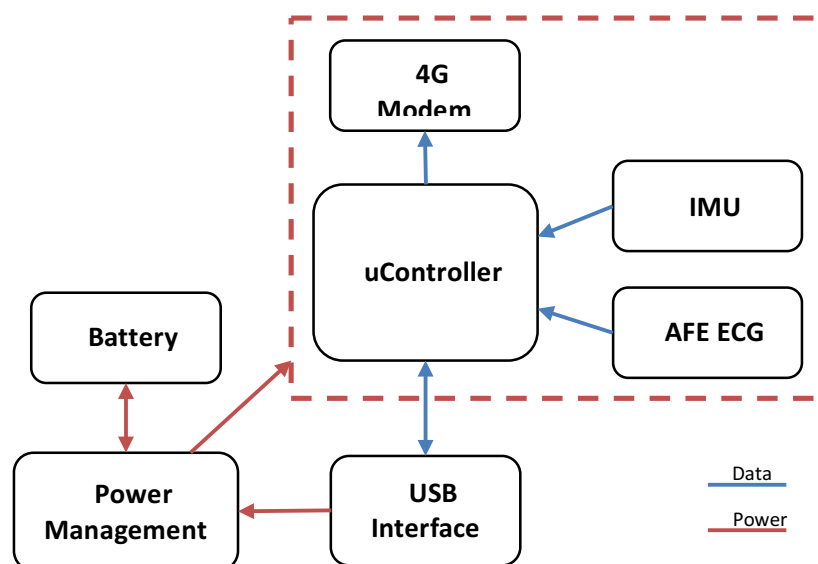 4G
Modem
IMU
uController
AFE ECG
Battery
Power
Management
USB
Interface
Data
Power